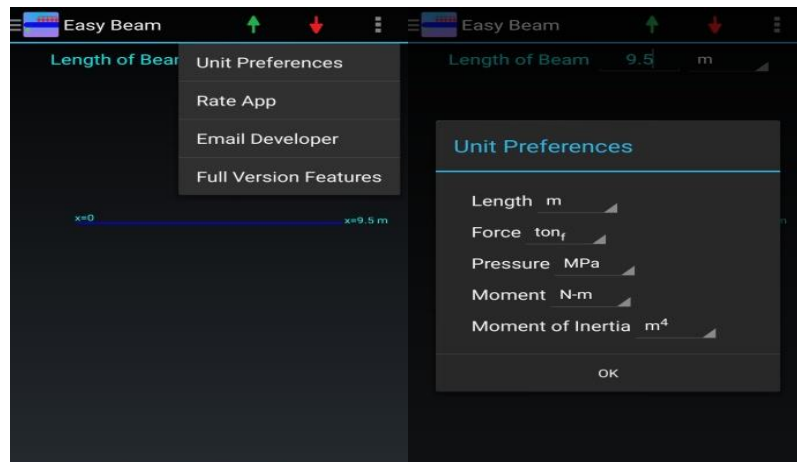 Easy Beam
Length of Bear
Unit Preferences
Rate App
Email Developer
Full Version Features
x=0
x=9.5 m
Easy Beam
Length of Beam 9.5 m
Unit Preferences
Length m
Force tonf
Pressure MPa
Moment N-m
Moment of Inertia m⁴
OK
n